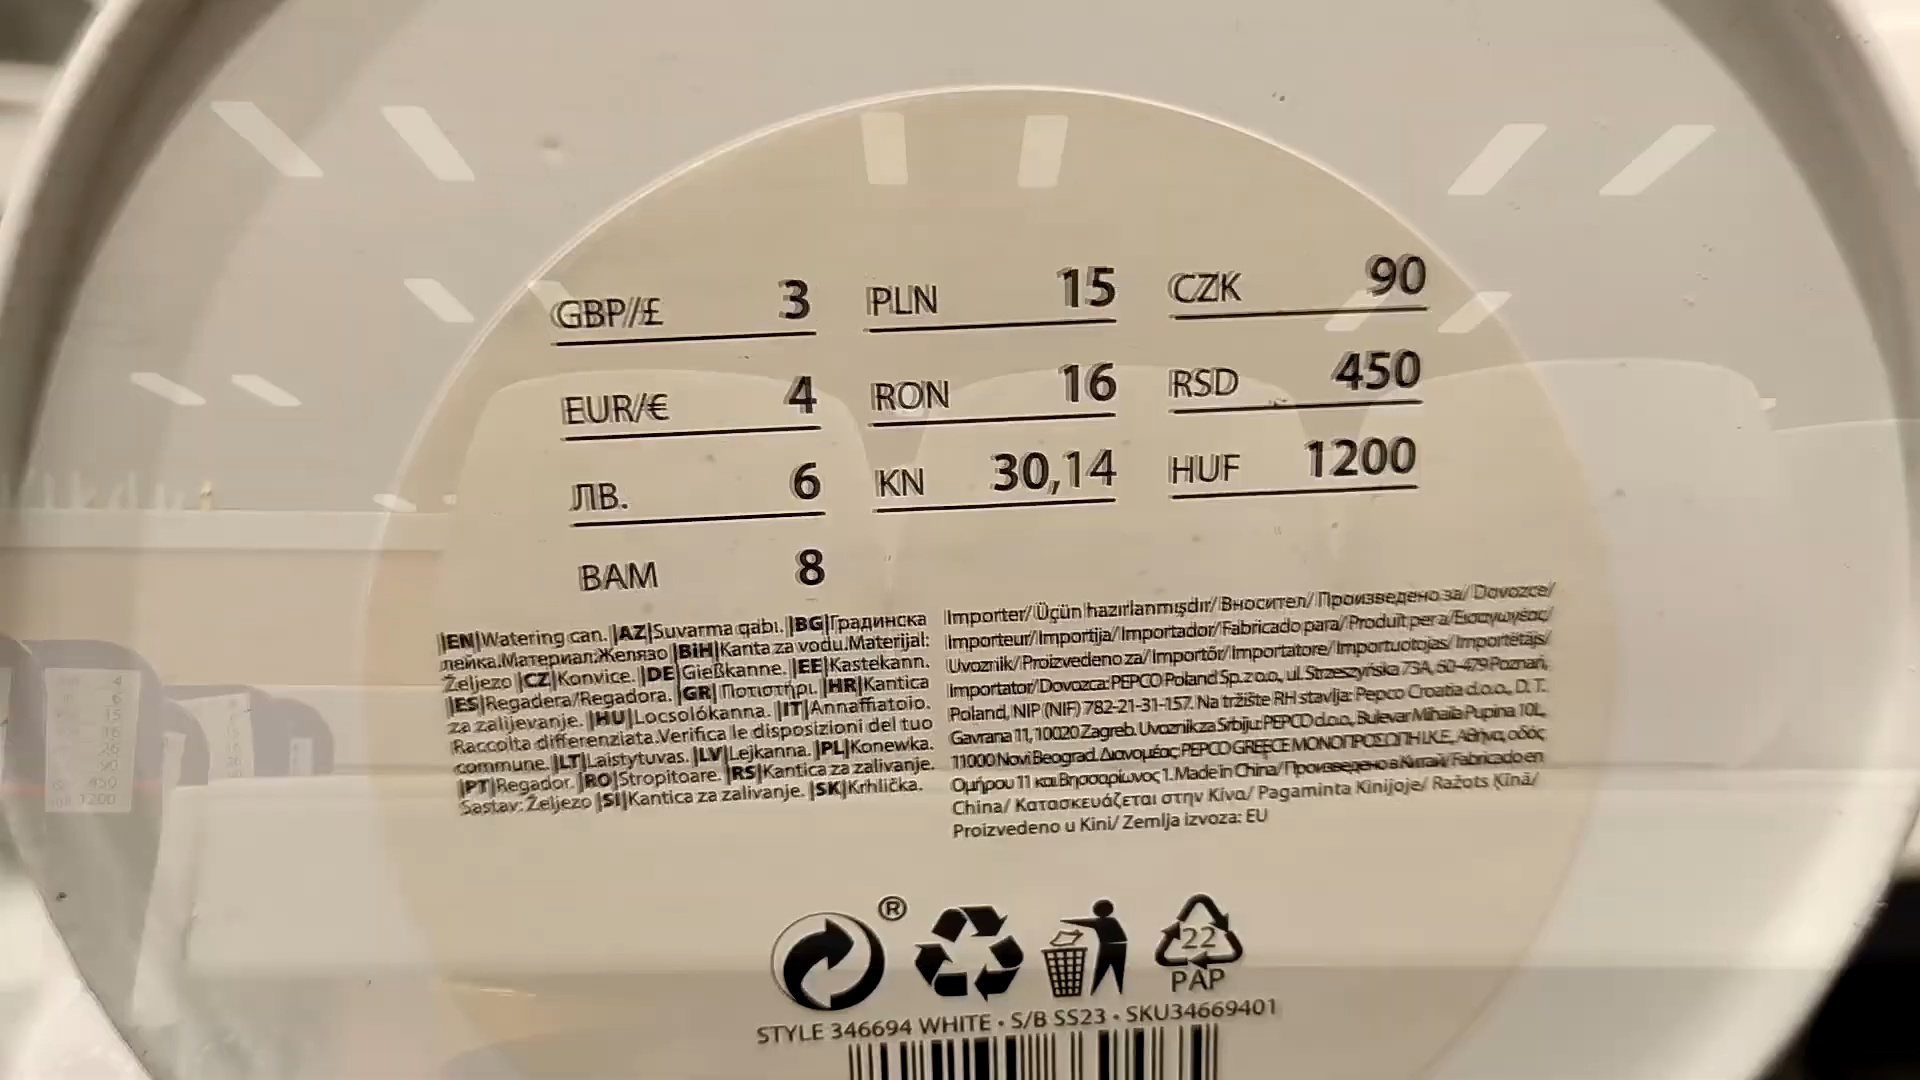 GBP/£ 3 PLN 15 CZK 90
EUR/€ 4 RON 16 RSD 450
ЛВ. 6 KN 30,14 HUF 1200
BAM 8
|EN|Watering can. |AZ|Suvarma qabı. |BG|Градинска
лейка.Материал:Желязо |BiH|Kanta za vodu.Materijal:
Željezo |CZ|Konvice. |DE|Gießkanne. |EE|Kastekann.
|ES|Regadera/Regadora. |GR| Ποτιστήρι. |HR|Kantica
za zalijevanje. |HU|Locsolókanna. |IT|Annaffiatoio.
Raccolta differenziata.Verifica le disposizioni del tuo
commune. |LT|Laistytuvas. |LV|Lejkanna. |PL|Konewka.
|PT|Regador. |RO|Stropitoare. |RS|Kantica za zalivanje.
Sastav: Željezo |SI|Kantica za zalivanje. |SK|Krhlička.
Importer/Üçün hazırlanmışdır/Вносител/ Произведено за/ Dovozce/
Importeur/Importija/Importador/Fabricado para/Produit per a/Εισαγωγέας/
Uvoznik/Proizvedeno za/Importőr/Importatore/Importuotojas/Importētājs/
Importator/Dovozca: PEPCO Poland Sp. z o.o., ul. Strzeszyńska 73A, 60-479 Poznań,
Poland, NIP (NIF) 782-21-31-157. Na tržište RH stavlja: Pepco Croatia d.o.o., D. T.
Gavrana 11, 10020 Zagreb. Uvoznik za Srbiju: PEPCO d.o.o., Bulevar Mihaila Pupina 10L,
11000 Novi Beograd. Διανομέας: PEPCO GREECE ΜΟΝΟΠΡΟΣΩΠΗ Ι.Κ.Ε., Αθήνα, οδός
Ομήρου 11 και Βησσαρίωνος 1. Made in China/ Произведено в Китай/ Fabricado en
China/ Κατασκευάζεται στην Κίνα/ Pagaminta Kinijoje/ Ražots Ķīnā/
Proizvedeno u Kini/ Zemlja izvoza: EU
®
22
PAP
STYLE 346694 WHITE • S/B SS23 • SKU34669401